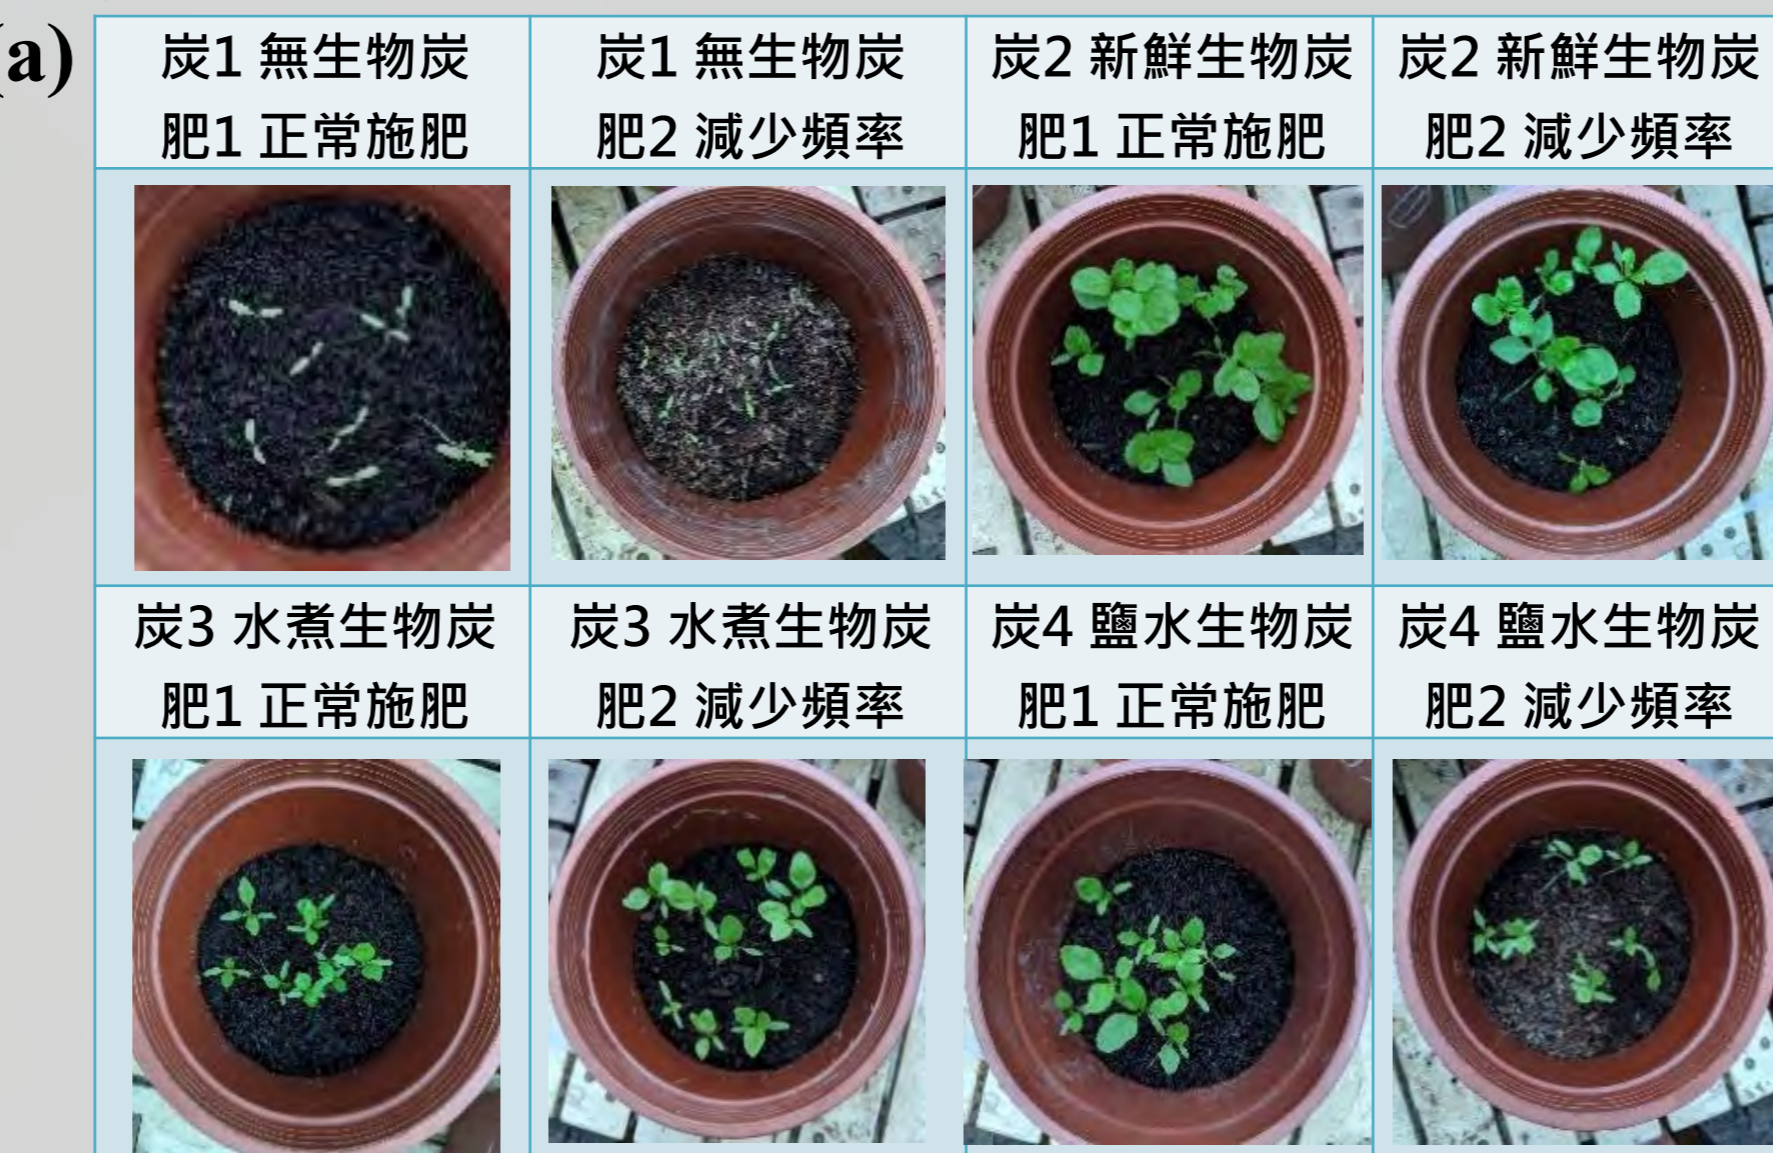 (a)
炭1 無生物炭
肥1 正常施肥
炭1 無生物炭
肥2 減少頻率
炭2 新鮮生物炭
肥1 正常施肥
炭2 新鮮生物炭
肥2 減少頻率
炭3 水煮生物炭
肥1 正常施肥
炭3 水煮生物炭
肥2 減少頻率
炭4 鹽水生物炭
肥1 正常施肥
炭4 鹽水生物炭
肥2 減少頻率